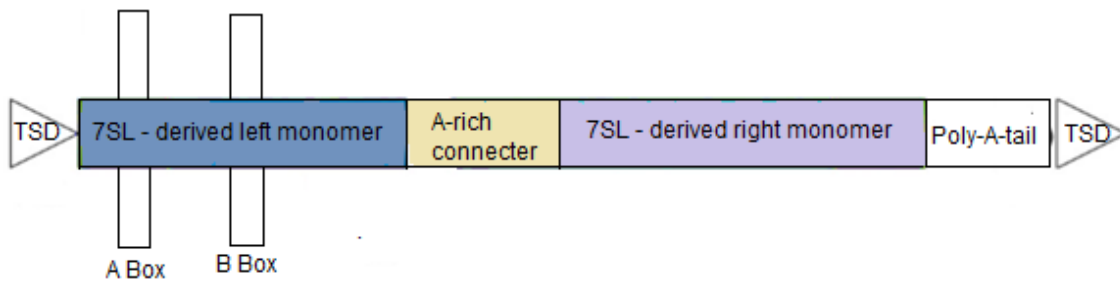 TSD
7SL - derived left monomer
A-rich
connecter
7SL - derived right monomer
Poly-A-tail
TSD
A Box
B Box